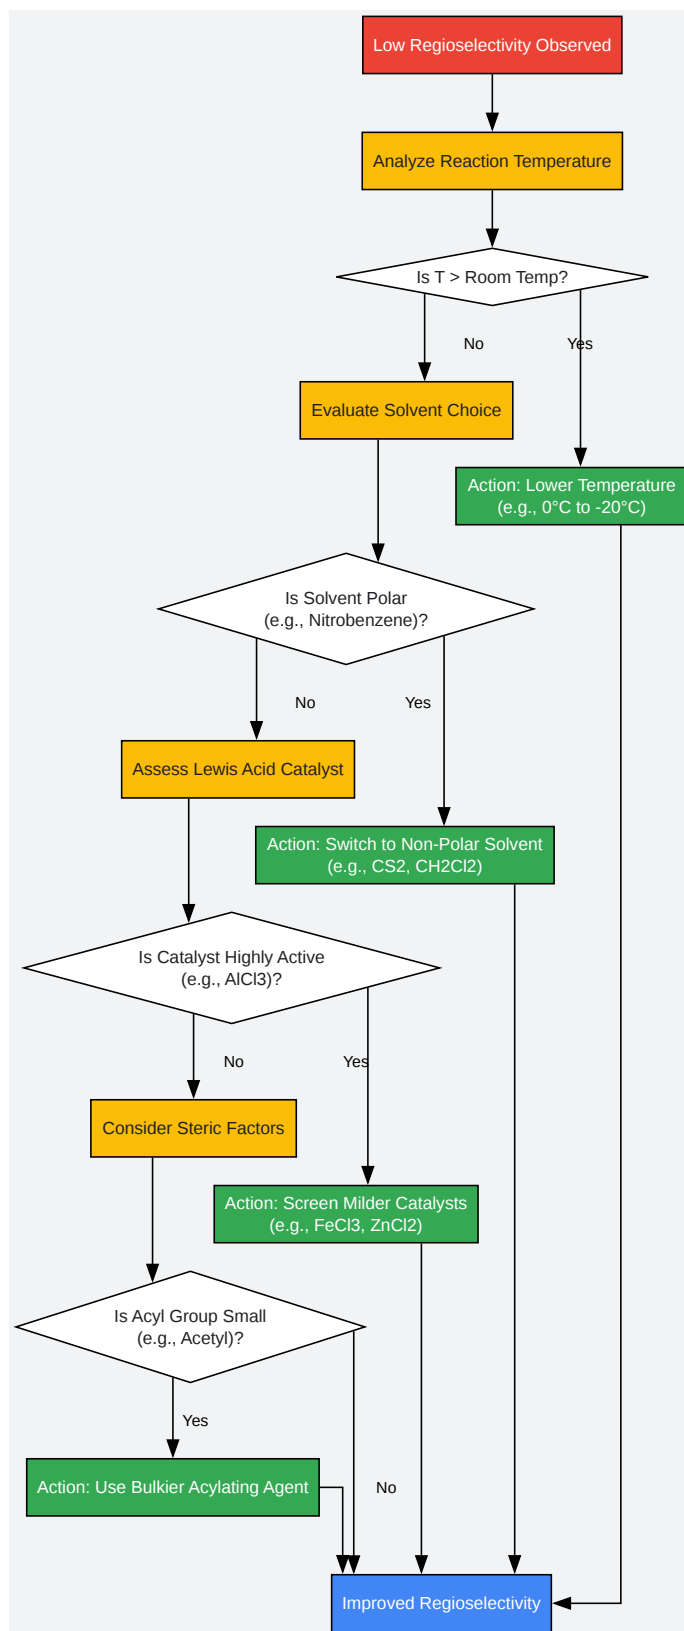 Low Regioselectivity Observed
Analyze Reaction Temperature
Is T > Room Temp?
No
Yes
Evaluate Solvent Choice
Action: Lower Temperature
(e.g., 0°C to -20°C)
Is Solvent Polar
(e.g., Nitrobenzene)?
No
Yes
Assess Lewis Acid Catalyst
Action: Switch to Non-Polar Solvent
(e.g., CS2, CH2Cl2)
Is Catalyst Highly Active
(e.g., AlCl3)?
No
Yes
Consider Steric Factors
Action: Screen Milder Catalysts
(e.g., FeCl3, ZnCl2)
Is Acyl Group Small
(e.g., Acetyl)?
Yes
Action: Use Bulkier Acylating Agent
No
Improved Regioselectivity